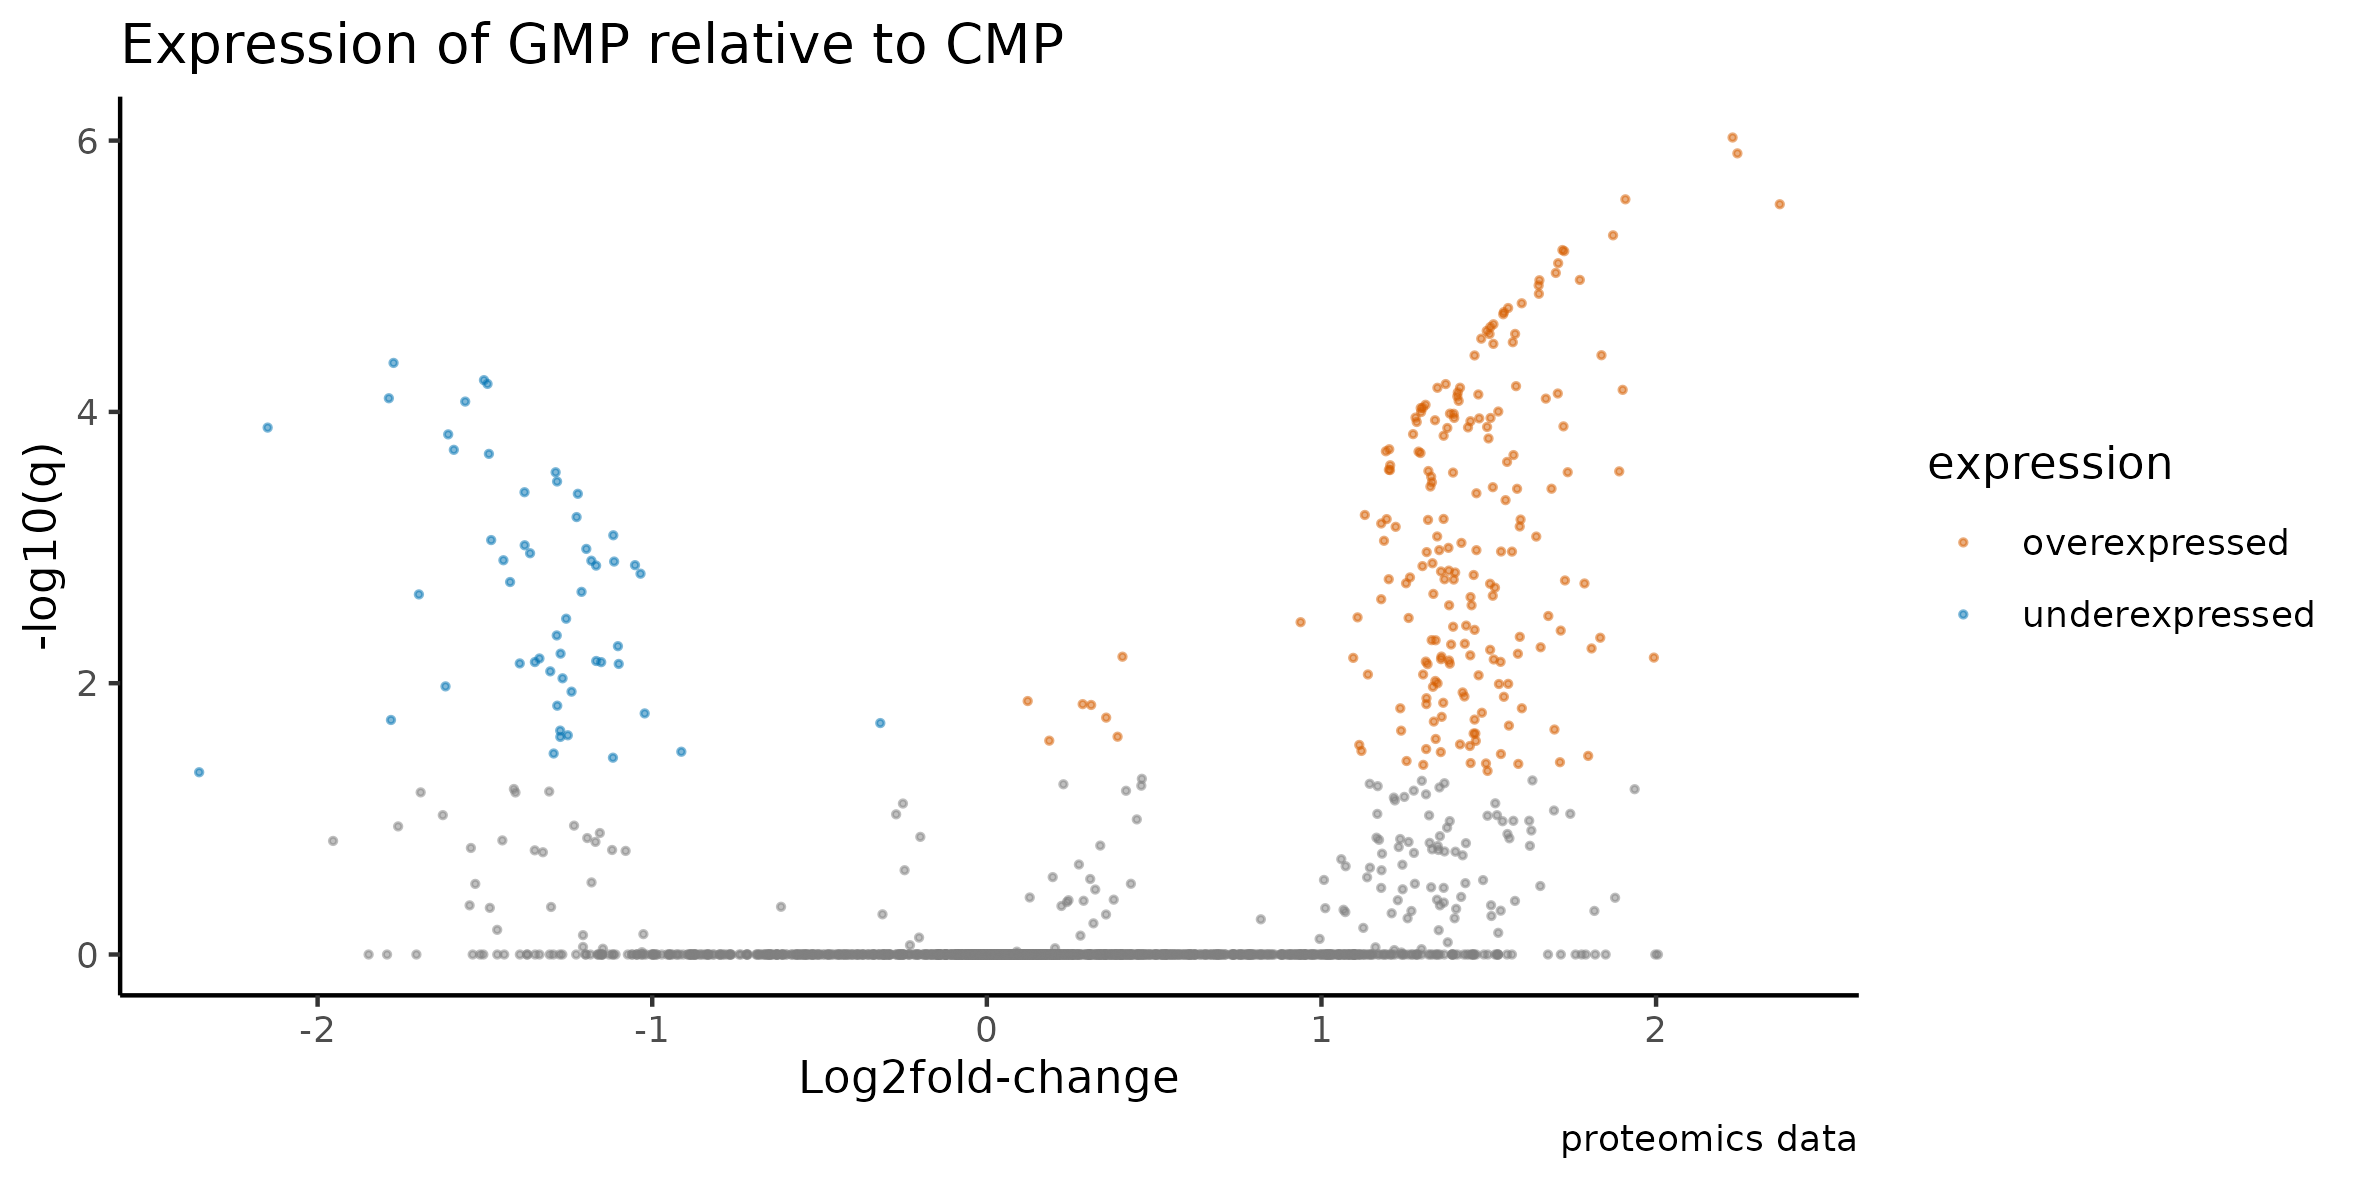 Expression of GMP relative to CMP
6
4
2
0
-log10(q)
-2 -1 0 1 2
Log2fold-change
expression
overexpressed
underexpressed
proteomics data